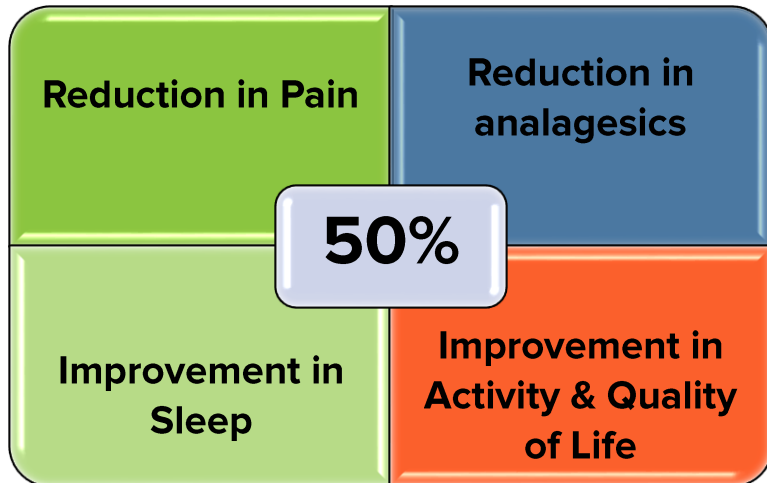 Reduction in Pain
Reduction in
analagesics
50%
Improvement in
Sleep
Improvement in
Activity & Quality
of Life